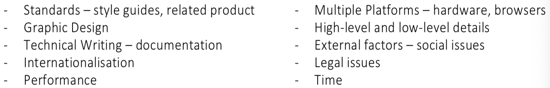 - Standards – style guides, related product
- Graphic Design
- Technical Writing – documentation
- Internationalisation
- Performance
- Multiple Platforms – hardware, browsers
- High-level and low-level details
- External factors – social issues
- Legal issues
- Time